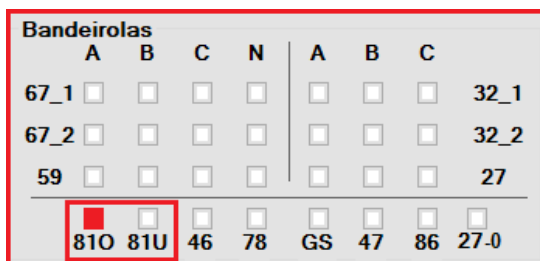 Bandeirolas
A B C N A B C
67_1 32_1
67_2 32_2
59 27
81O 81U 46 78 GS 47 86 27-0